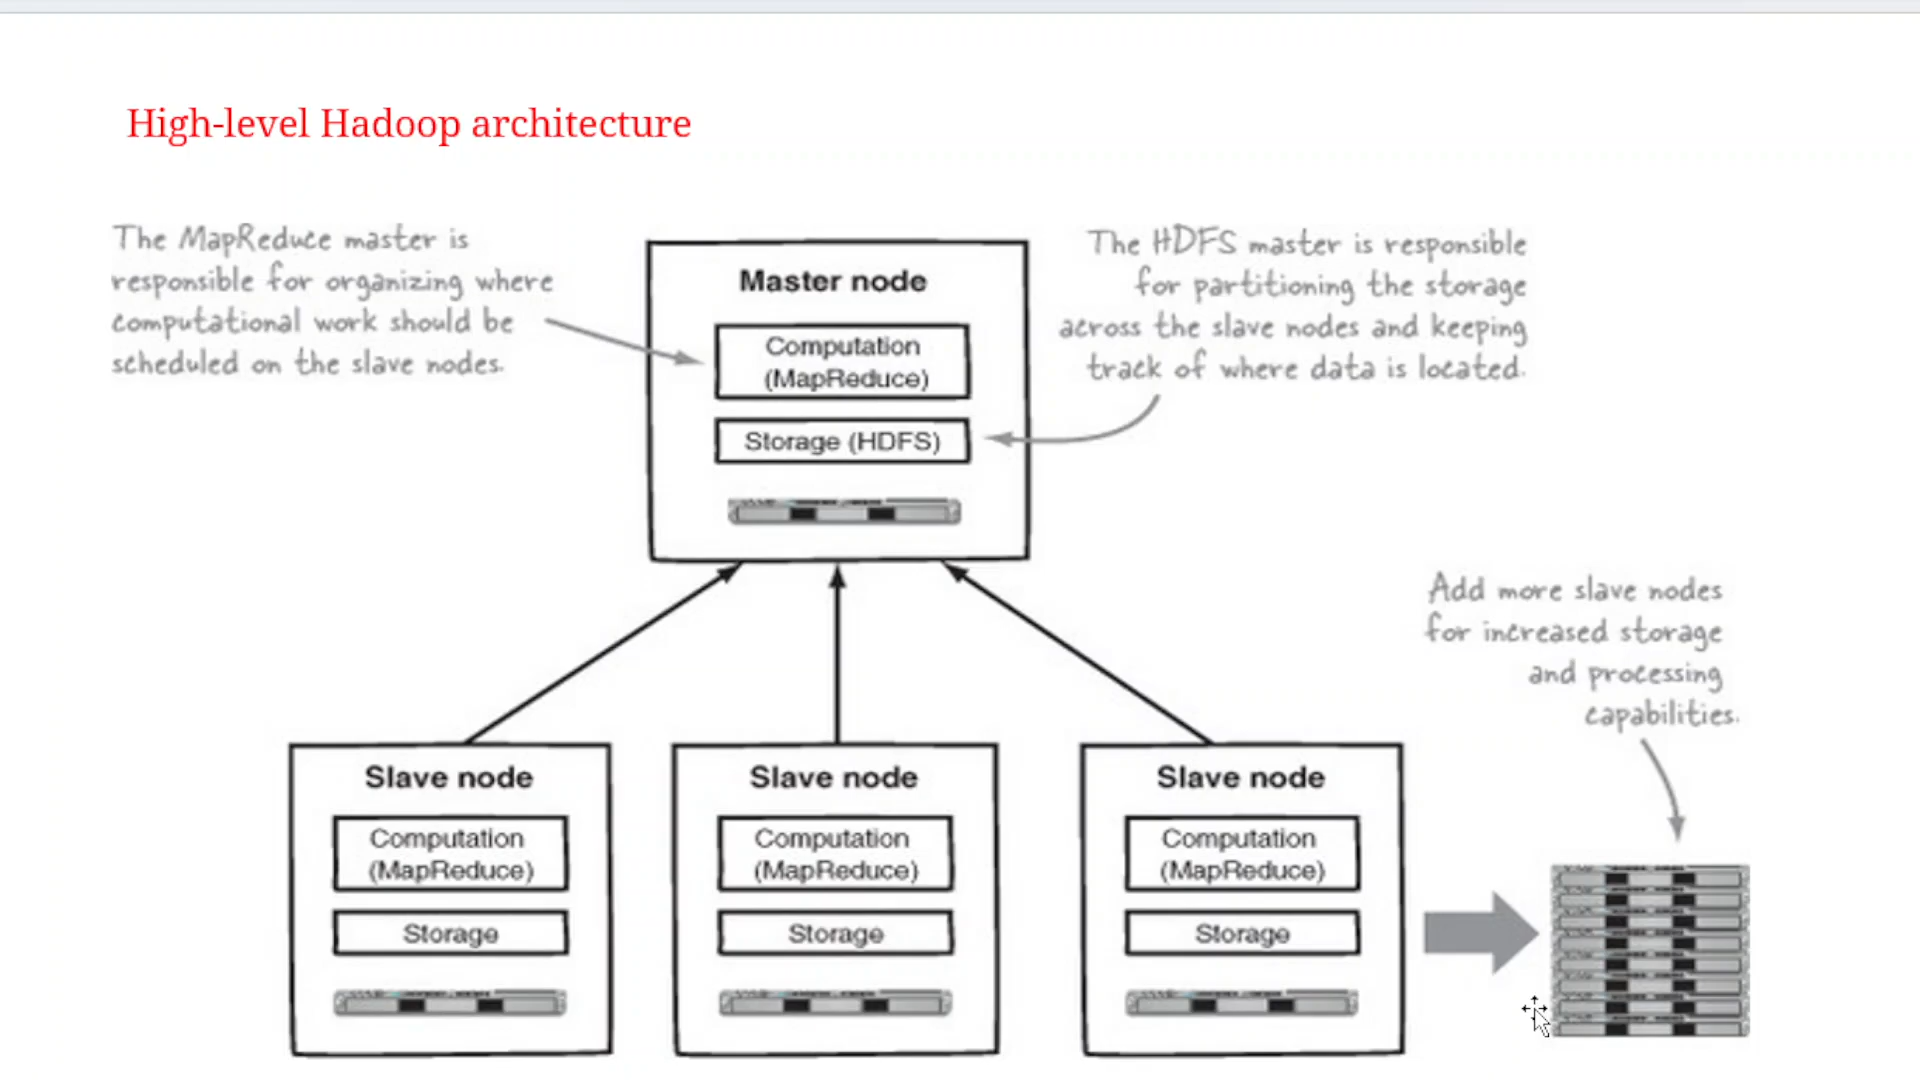 High-level Hadoop architecture
The MapReduce master is
responsible for organizing where
computational work should be
scheduled on the slave nodes.
The HDFS master is responsible
for partitioning the storage
across the slave nodes and keeping
track of where data is located.
Master node
Computation
(MapReduce)
Storage (HDFS)
Add more slave nodes
for increased storage
and processing
capabilities.
Slave node
Computation
(MapReduce)
Storage
Slave node
Computation
(MapReduce)
Storage
Slave node
Computation
(MapReduce)
Storage